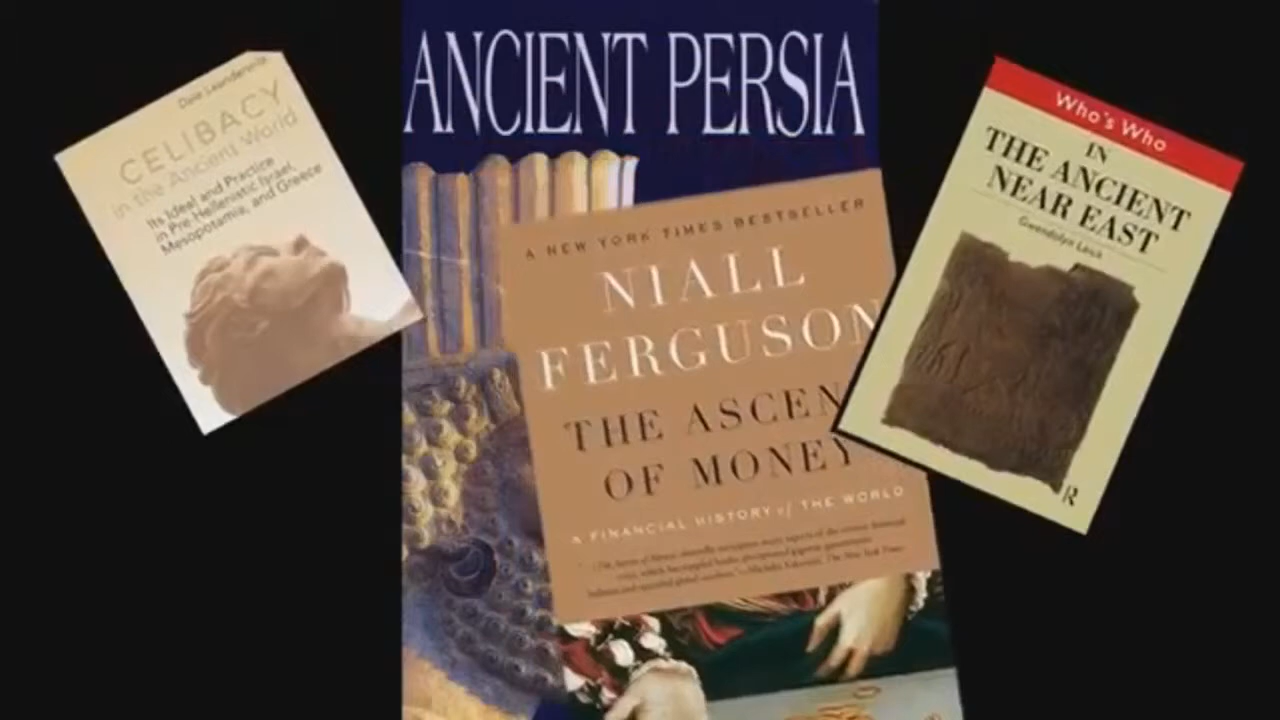 Dale Launderville
CELIBACY
in the Ancient World
Its Ideal and Practice
in Pre-Hellenistic Israel,
Mesopotamia, and Greece
ANCIENT PERSIA
A NEW YORK TIMES BESTSELLER
NIALL
FERGUSON
THE ASCEN
OF MONEY
A FINANCIAL HISTORY of THE WORLD
Who's Who
IN
THE ANCIENT
NEAR EAST
Gwendolyn Leick
R